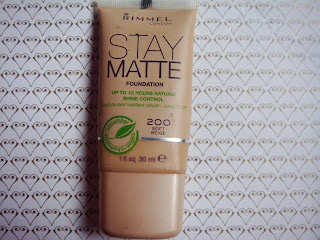 RIMMEL
LONDON
STAY
MATTE
FOUNDATION
UP TO 12 HOURS NATURAL
SHINE CONTROL
200
SOFT
BEIGE
1 fl.oz 30 ml e